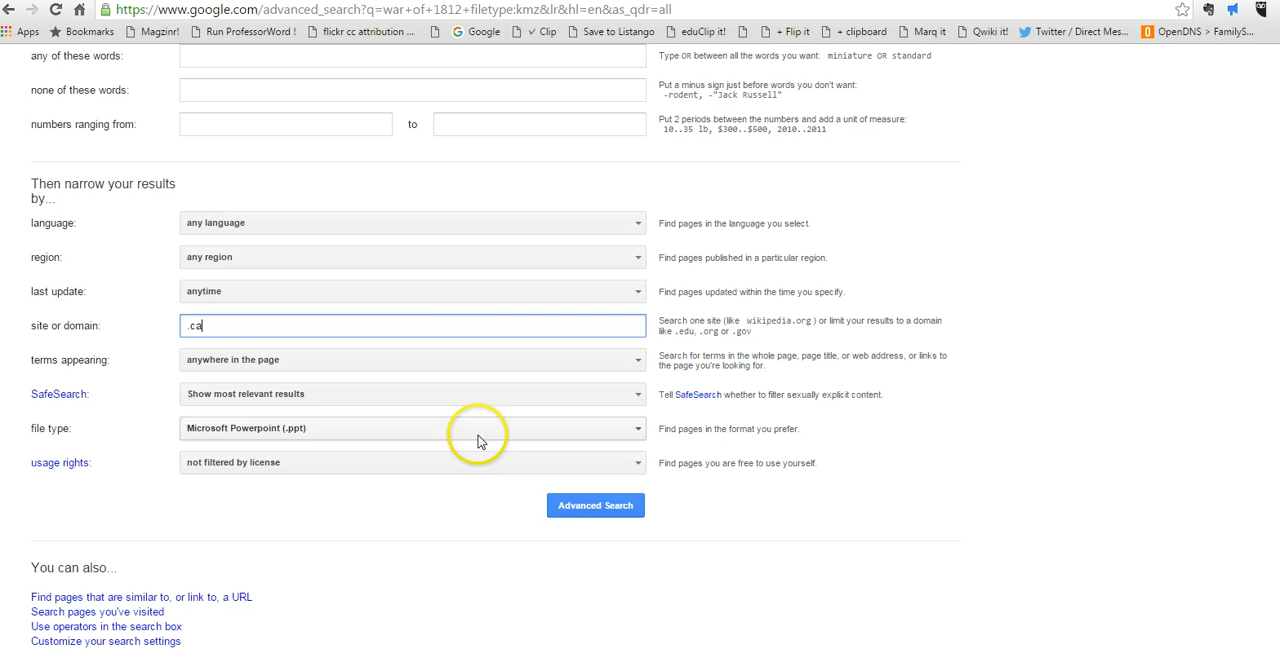 https://www.google.com/advanced_search?q=war+of+1812+filetype:kmz&lr&hl=en&as_qdr=all
Apps Bookmarks Magzinr! Run ProfessorWord ! flickr cc attribution ... Google ✓ Clip Save to Listango eduClip it! + Flip it + clipboard Marq it Qwiki it! Twitter / Direct Mes... OpenDNS > FamilyS...
any of these words: Type OR between all the words you want: miniature OR standard
none of these words: Put a minus sign just before words you don't want:
-rodent, -"Jack Russell"
numbers ranging from: to Put 2 periods between the numbers and add a unit of measure:
10..35 lb, $300..$500, 2010..2011
Then narrow your results
by...
language: any language Find pages in the language you select.
region: any region Find pages published in a particular region.
last update: anytime Find pages updated within the time you specify.
site or domain: .ca Search one site (like wikipedia.org ) or limit your results to a domain
like .edu, .org or .gov
terms appearing: anywhere in the page Search for terms in the whole page, page title, or web address, or links to
the page you're looking for.
SafeSearch: Show most relevant results Tell SafeSearch whether to filter sexually explicit content.
file type: Microsoft Powerpoint (.ppt) Find pages in the format you prefer.
usage rights: not filtered by license Find pages you are free to use yourself.
Advanced Search
You can also...
Find pages that are similar to, or link to, a URL
Search pages you've visited
Use operators in the search box
Customize your search settings